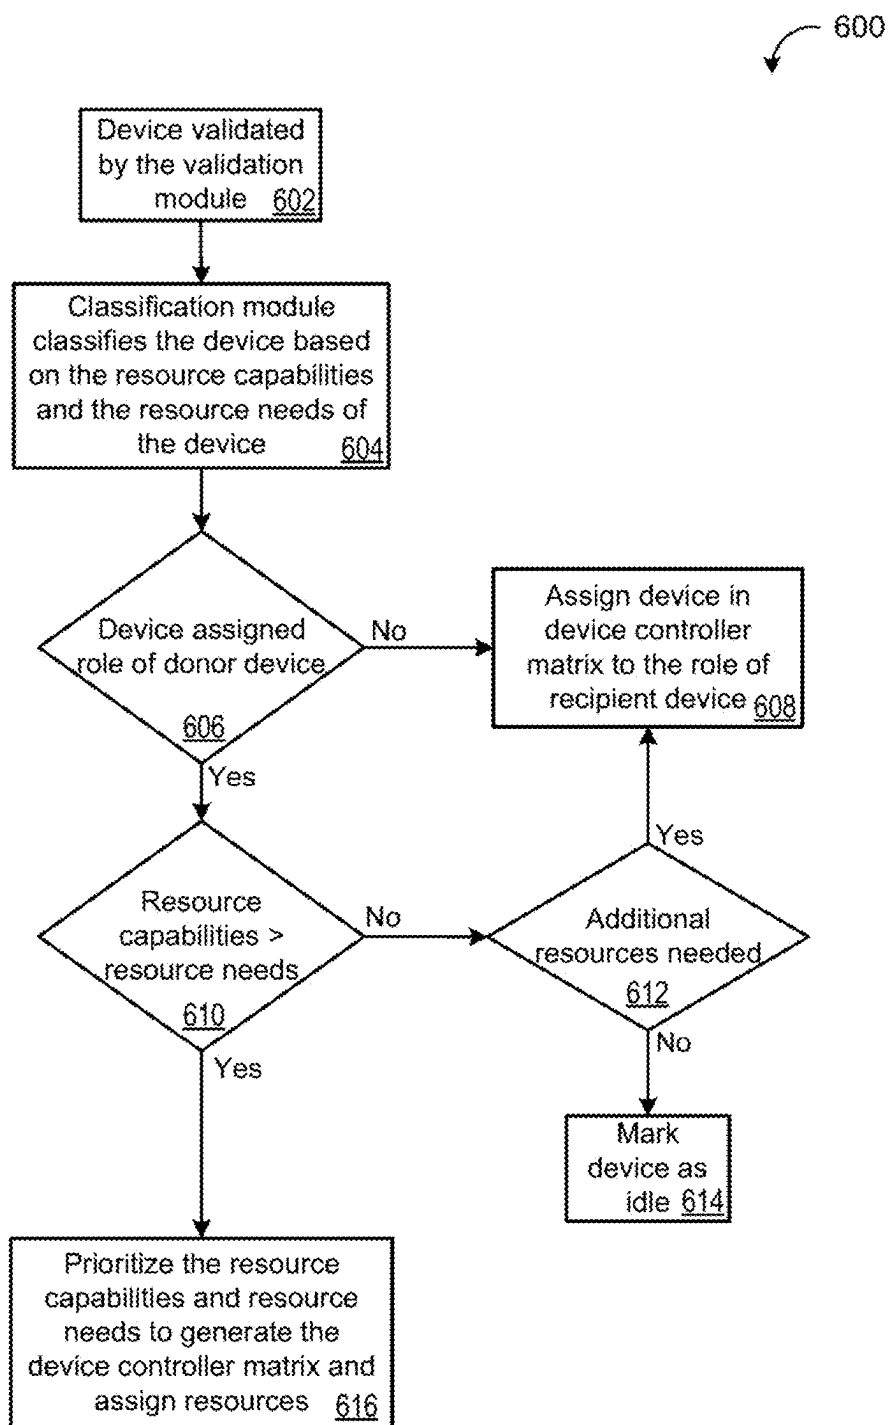 600
Device validated
by the validation
module 602
Classification module
classifies the device based
on the resource capabilities
and the resource needs of
the device 604
Device assigned
role of donor device
606
No
Yes
Assign device in
device controller
matrix to the role of
recipient device 608
Resource
capabilities >
resource needs
610
No
Yes
Additional
resources needed
612
Yes
No
Mark
device as
idle 614
Prioritize the resource
capabilities and resource
needs to generate the
device controller matrix and
assign resources 616